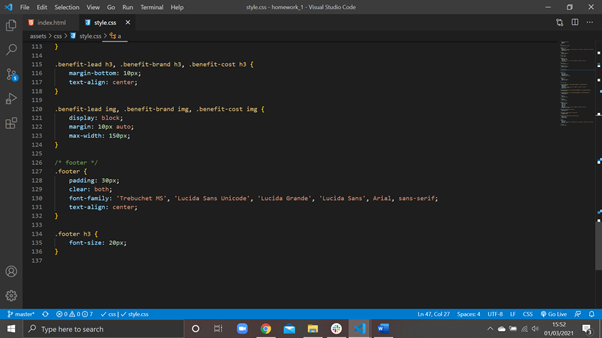 File Edit Selection View Go Run Terminal Help style.css - homework_1 - Visual Studio Code
index.html style.css
assets > css > style.css > a
113 }
114
115 .benefit-lead h3, .benefit-brand h3, .benefit-cost h3 {
116 margin-bottom: 10px;
117 text-align: center;
118 }
119
120 .benefit-lead img, .benefit-brand img, .benefit-cost img {
121 display: block;
122 margin: 10px auto;
123 max-width: 150px;
124 }
125
126 /* footer */
127 .footer {
128 padding: 30px;
129 clear: both;
130 font-family: 'Trebuchet MS', 'Lucida Sans Unicode', 'Lucida Grande', 'Lucida Sans', Arial, sans-serif;
131 text-align: center;
132 }
133
134 .footer h3 {
135 font-size: 20px;
136 }
137
master* 0 0 7 css | style.css Ln 47, Col 27 Spaces: 4 UTF-8 LF CSS Go Live
Type here to search 15:52
01/03/2021